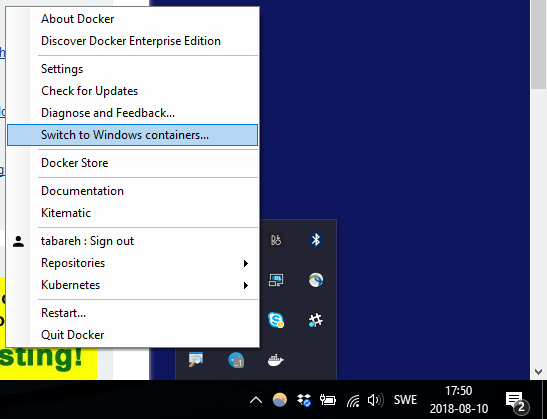 About Docker
Discover Docker Enterprise Edition
Settings
Check for Updates
Diagnose and Feedback...
Switch to Windows containers...
Docker Store
Documentation
Kitematic
tabareh : Sign out
Repositories
Kubernetes
Restart...
Quit Docker
sting!
SWE
17:50
2018-08-10
2